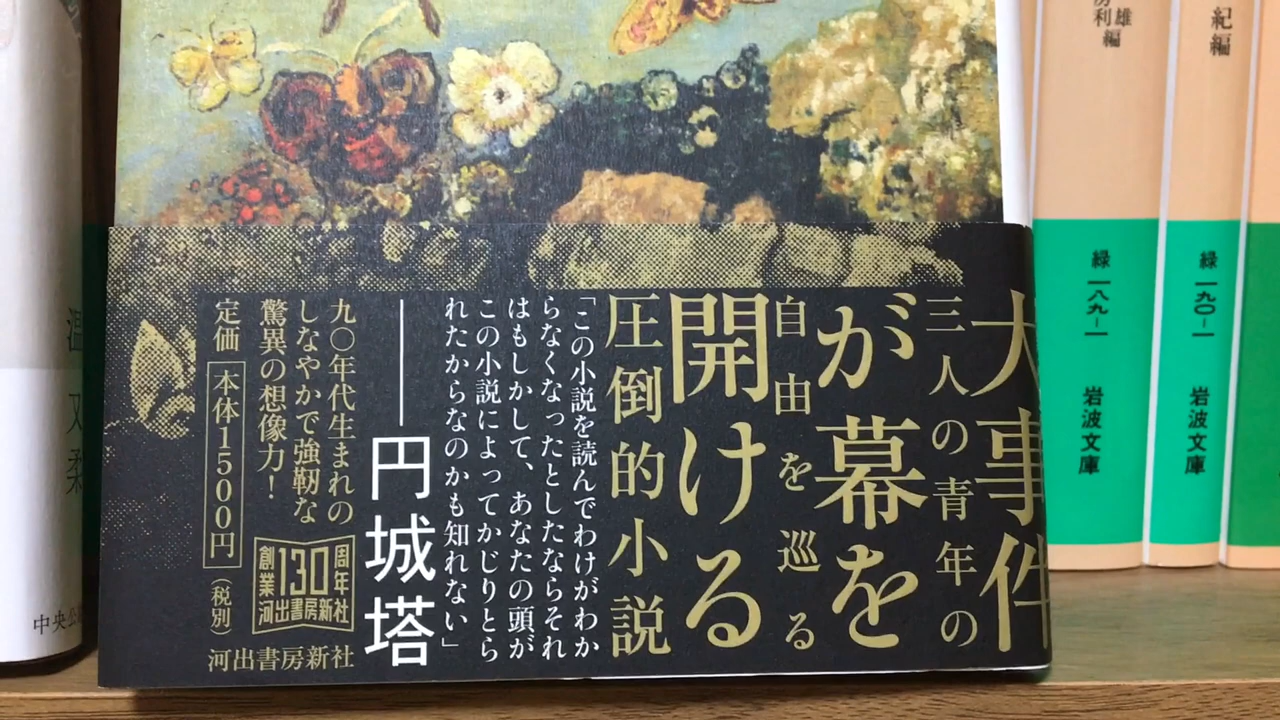 大事件
三人の青年の
が幕を
自由を巡る
開ける
圧倒的小説
「この小説を読んでわけがわか
らなくなったとしたならそれ
はもしかして、あなたの頭が
この小説によってかじりとら
れたからなのかも知れない」
――円城塔
九〇年代生まれの
しなやかで強靭な
驚異の想像力!
定価 本体1500円(税別)
創業130周年
河出書房新社
河出書房新社
雄
利編
紀編
緑一八九-一
岩波文庫
緑一九〇-一
岩波文庫
温又柔
中央公